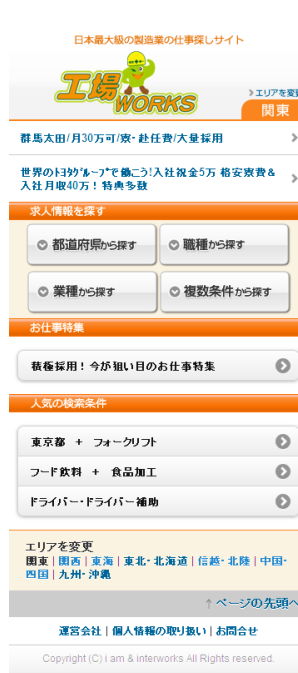 日本最大級の製造業の仕事探しサイト
工場WORKS
エリアを変更
関東
群馬太田/月30万可/寮・赴任費/大量採用
世界のトヨタグループで働こう!入社祝金5万 格安寮費&
入社月収40万! 特典多数
求人情報を探す
都道府県から探す 職種から探す
業種から探す 複数条件から探す
お仕事特集
積極採用! 今が狙い目のお仕事特集
人気の検索条件
東京都 + フォークリフト
フード飲料 + 食品加工
ドライバー・ドライバー補助
エリアを変更
関東 | 関西 | 東海 | 東北・北海道 | 信越・北陸 | 中国・
四国 | 九州・沖縄
↑ページの先頭へ
運営会社 | 個人情報の取り扱い | お問合せ
Copyright (C) i am & interworks All Rights reserved.